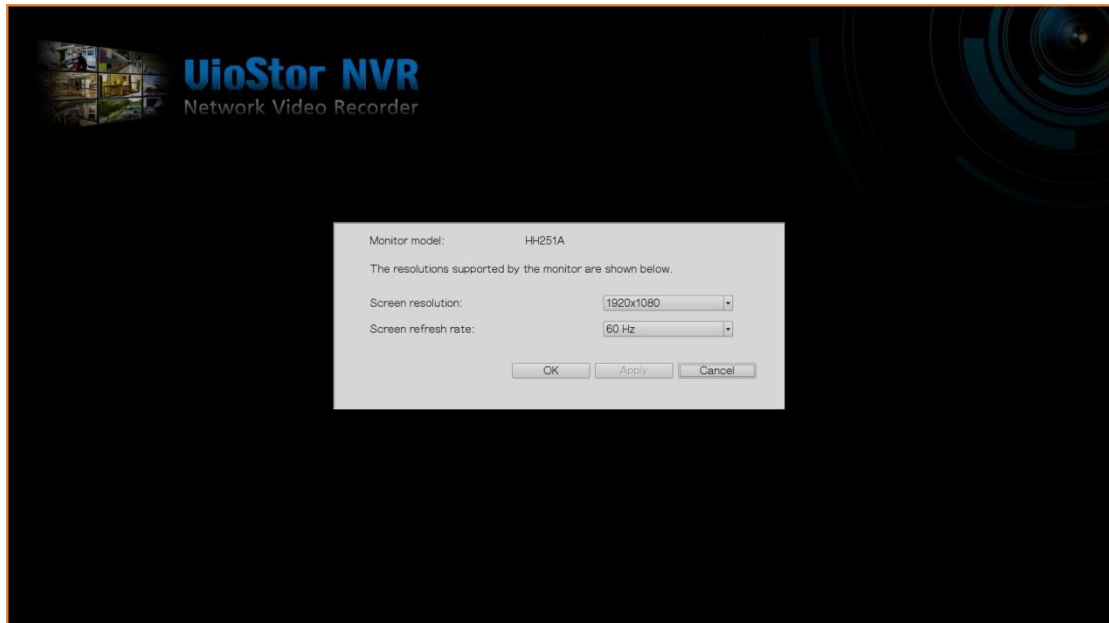 VioStor NVR
Network Video Recorder
Monitor model: HH251A
The resolutions supported by the monitor are shown below.
Screen resolution: 1920x1080
Screen refresh rate: 60 Hz
OK Apply Cancel